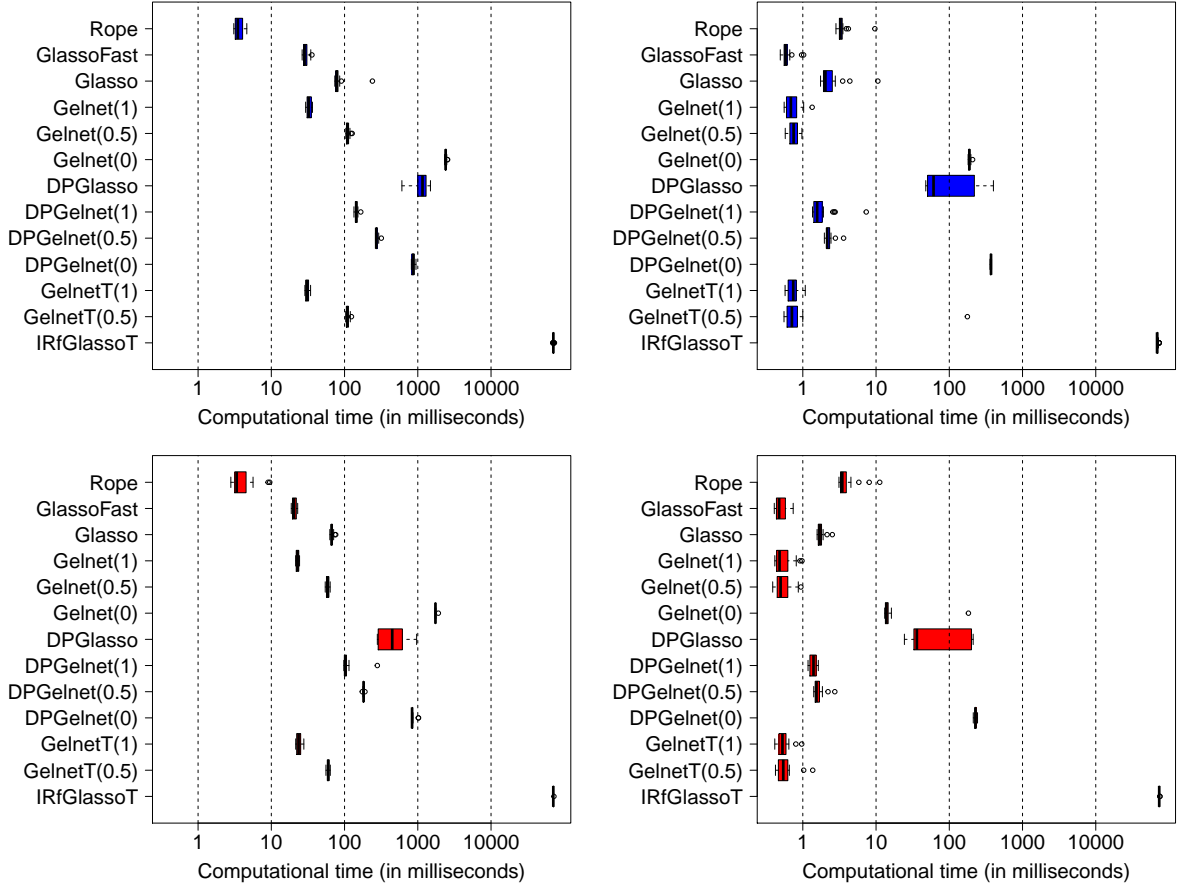 Rope
GlassoFast
Glasso
Gelnet(1)
Gelnet(0.5)
Gelnet(0)
DPGlasso
DPGelnet(1)
DPGelnet(0.5)
DPGelnet(0)
GelnetT(1)
GelnetT(0.5)
IRfGlassoT
1 10 100 1000 10000
Computational time (in milliseconds)
Rope
GlassoFast
Glasso
Gelnet(1)
Gelnet(0.5)
Gelnet(0)
DPGlasso
DPGelnet(1)
DPGelnet(0.5)
DPGelnet(0)
GelnetT(1)
GelnetT(0.5)
IRfGlassoT
1 10 100 1000 10000
Computational time (in milliseconds)
Rope
GlassoFast
Glasso
Gelnet(1)
Gelnet(0.5)
Gelnet(0)
DPGlasso
DPGelnet(1)
DPGelnet(0.5)
DPGelnet(0)
GelnetT(1)
GelnetT(0.5)
IRfGlassoT
1 10 100 1000 10000
Computational time (in milliseconds)
Rope
GlassoFast
Glasso
Gelnet(1)
Gelnet(0.5)
Gelnet(0)
DPGlasso
DPGelnet(1)
DPGelnet(0.5)
DPGelnet(0)
GelnetT(1)
GelnetT(0.5)
IRfGlassoT
1 10 100 1000 10000
Computational time (in milliseconds)